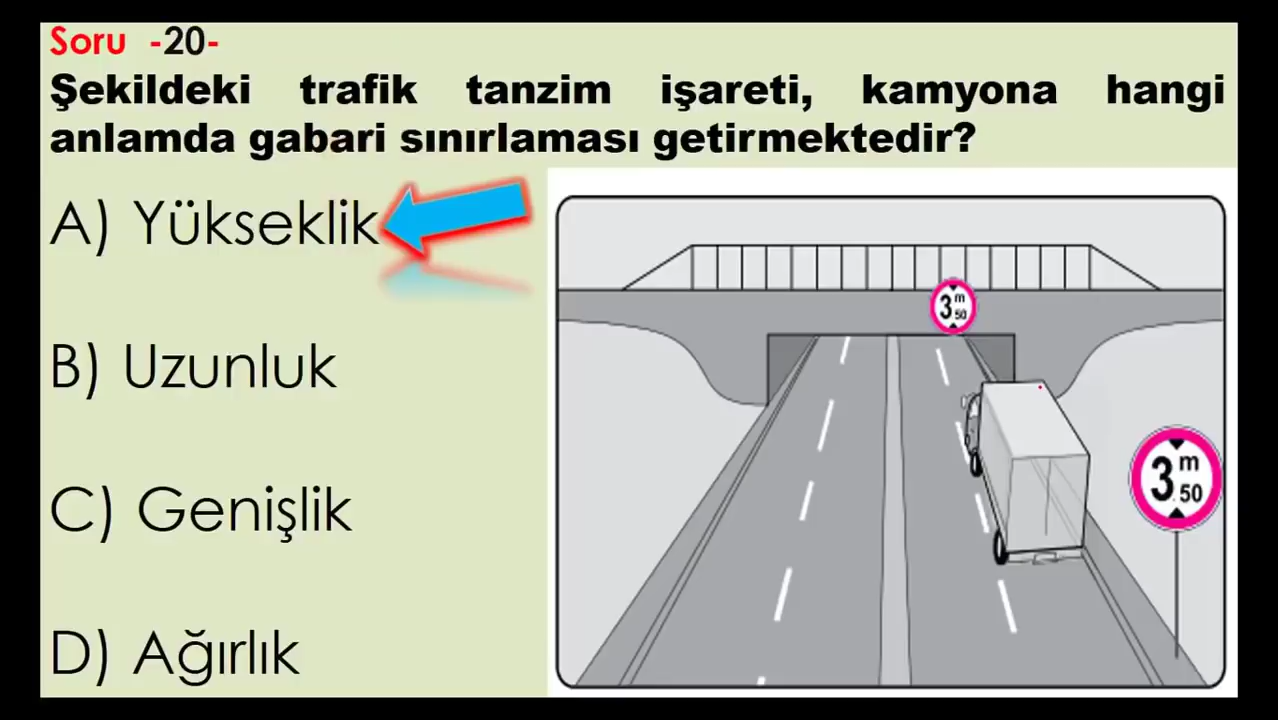 Soru -20-
Şekildeki trafik tanzim işareti, kamyona hangi
anlamda gabari sınırlaması getirmektedir?
A) Yükseklik
B) Uzunluk
C) Genişlik
D) Ağırlık
3 m 50
3 m .50